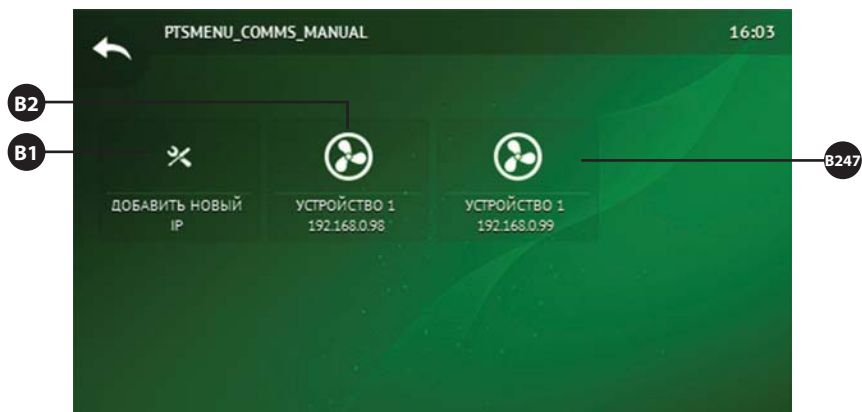 PTSMENU_COMMS_MANUAL 16:03
B2
B1
B247
ДОБАВИТЬ НОВЫЙ
IP
УСТРОЙСТВО 1
192.168.0.98
УСТРОЙСТВО 1
192.168.0.99